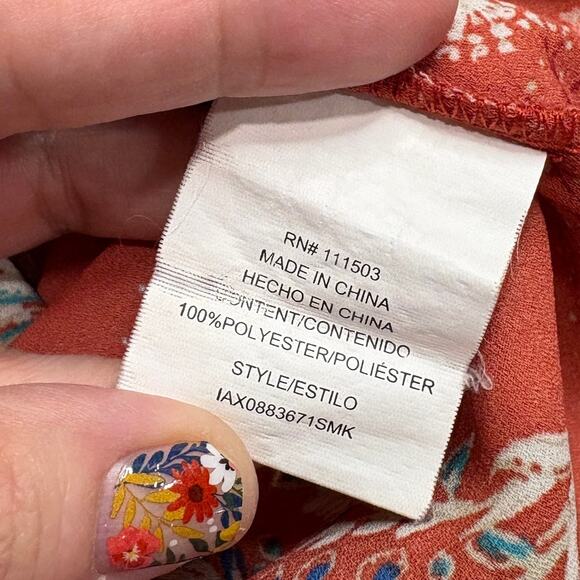 RN# 111503
MADE IN CHINA
HECHO EN CHINA
CONTENT/CONTENIDO
100%POLYESTER/POLIÉSTER
STYLE/ESTILO
IAX0883671SMK